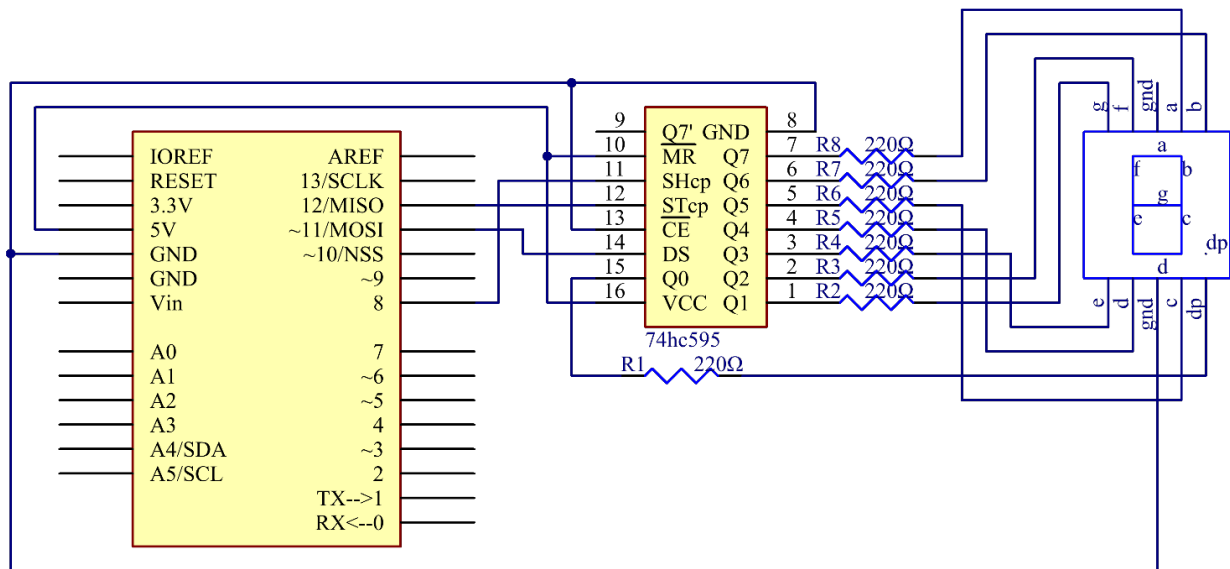 IOREF AREF
RESET 13/SCLK
3.3V 12/MISO
5V ~11/MOSI
GND ~10/NSS
GND ~9
Vin 8
A0 7
A1 ~6
A2 ~5
A3 4
A4/SDA ~3
A5/SCL 2
TX-->1
RX<--0
9 Q7' GND 8
10 MR Q7 7 R8 220Ω
11 SHcp Q6 6 R7 220Ω
12 STcp Q5 5 R6 220Ω
13 CE Q4 4 R5 220Ω
14 DS Q3 3 R4 220Ω
15 Q0 Q2 2 R3 220Ω
16 VCC Q1 1 R2 220Ω
74hc595
R1 220Ω
g f gnd a b
a
f b
g
e c
dp
d
e d gnd c dp